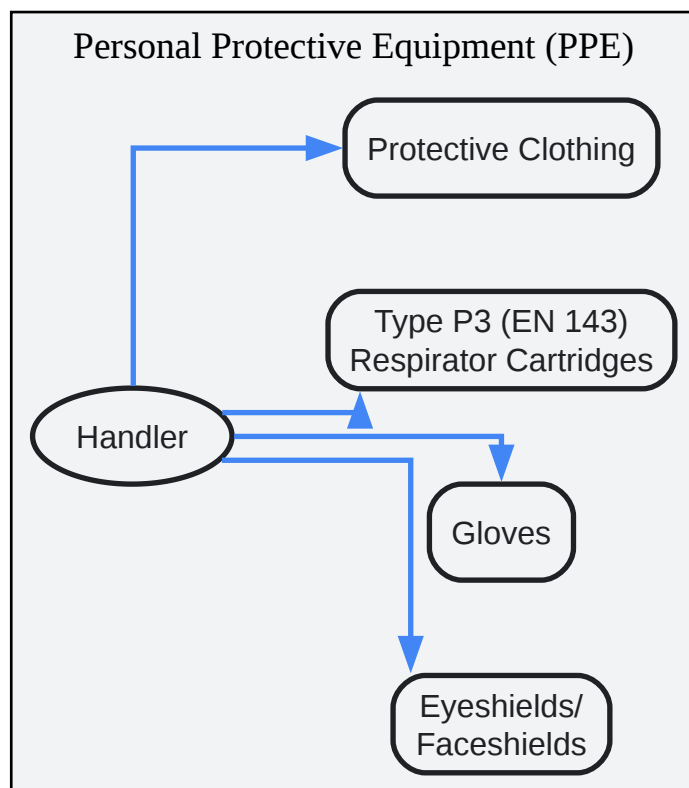 Personal Protective Equipment (PPE)
Protective Clothing
Type P3 (EN 143)
Respirator Cartridges
Handler
Gloves
Eyeshields/
Faceshields